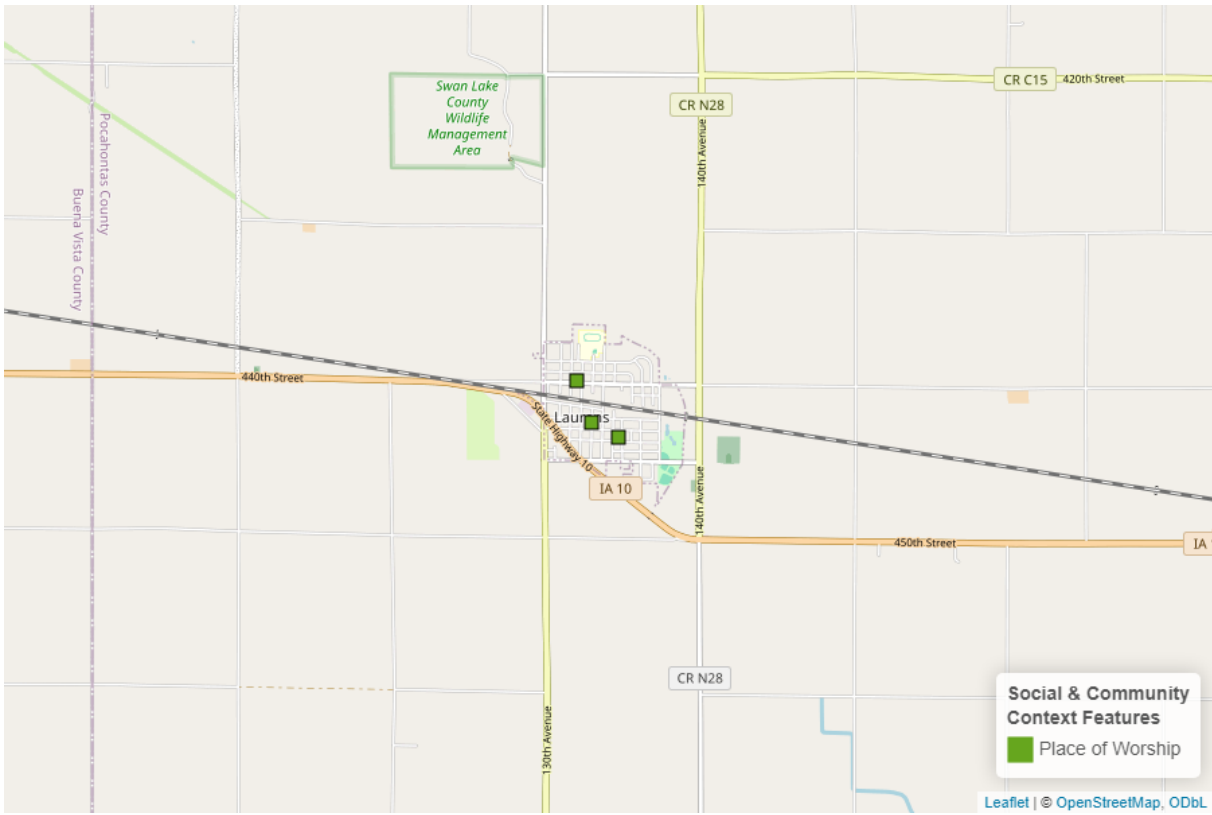 Swan Lake
County
Wildlife
Management
Area
CR N28
CR C15
420th Street
140th Avenue
Pocahontas County
Buena Vista County
440th Street
State Highway 10
IA 10
140th Avenue
450th Street
IA
CR N28
130th Avenue
Social & Community
Context Features
Place of Worship
Leaflet | © OpenStreetMap, ODbL